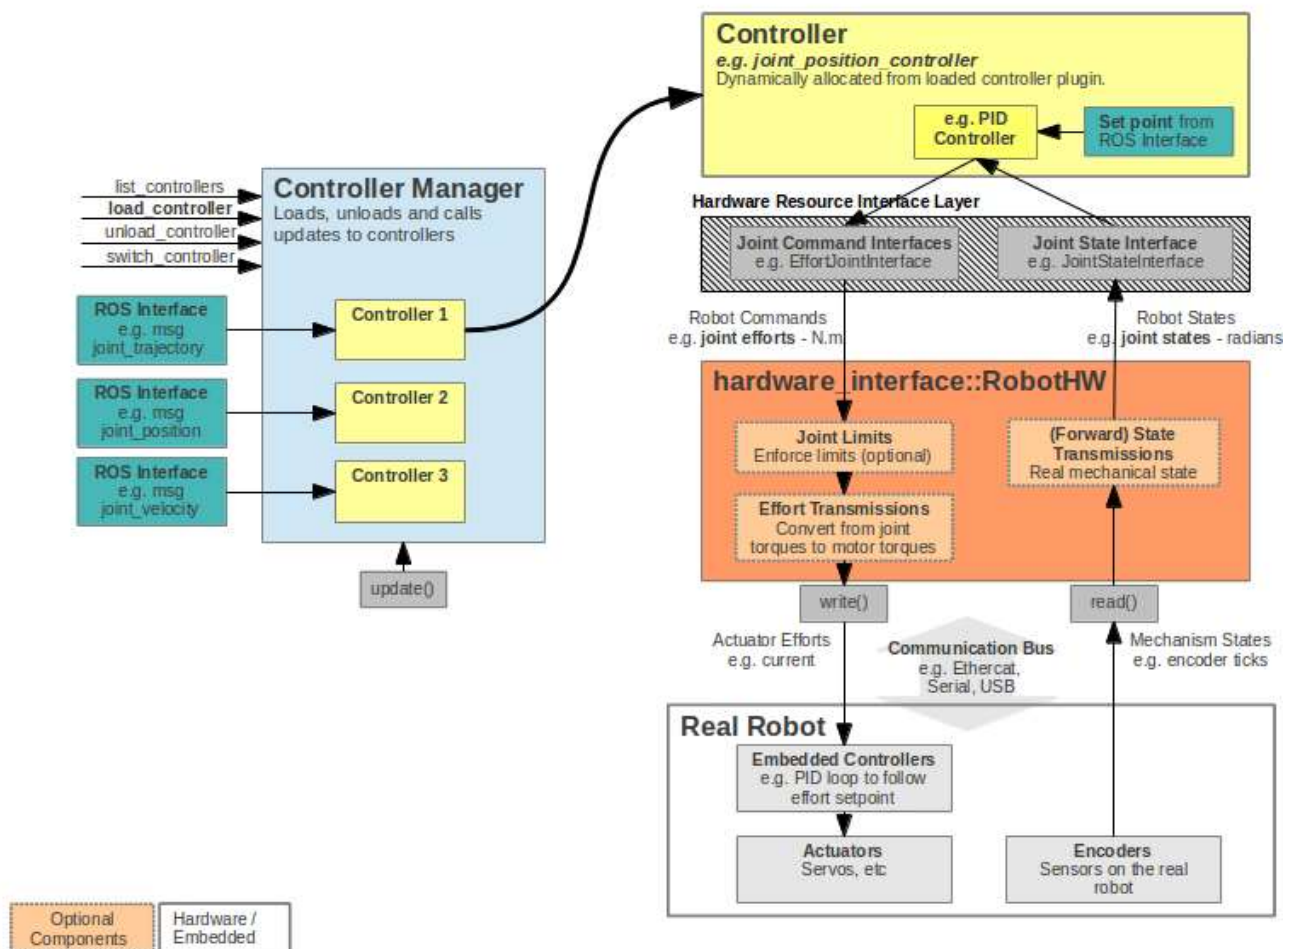 Controller
e.g. joint_position_controller
Dynamically allocated from loaded controller plugin.
e.g. PID
Controller
Set point from
ROS Interface
list_controllers
load_controller
unload_controller
switch_controller
Controller Manager
Loads, unloads and calls
updates to controllers
ROS Interface
e.g. msg
joint_trajectory
Controller 1
ROS Interface
e.g. msg
joint_position
Controller 2
ROS Interface
e.g. msg
joint_velocity
Controller 3
update()
Hardware Resource Interface Layer
Joint Command Interfaces
e.g. EffortJointInterface
Joint State Interface
e.g. JointStateInterface
Robot Commands
e.g. joint efforts - N.m
Robot States
e.g. joint states - radians
hardware_interface::RobotHW
Joint Limits
Enforce limits (optional)
Effort Transmissions
Convert from joint
torques to motor torques
(Forward) State
Transmissions
Real mechanical state
write()
read()
Actuator Efforts
e.g. current
Communication Bus
e.g. Ethercat,
Serial, USB
Mechanism States
e.g. encoder ticks
Real Robot
Embedded Controllers
e.g. PID loop to follow
effort setpoint
Actuators
Servos, etc
Encoders
Sensors on the real
robot
Optional
Components
Hardware /
Embedded